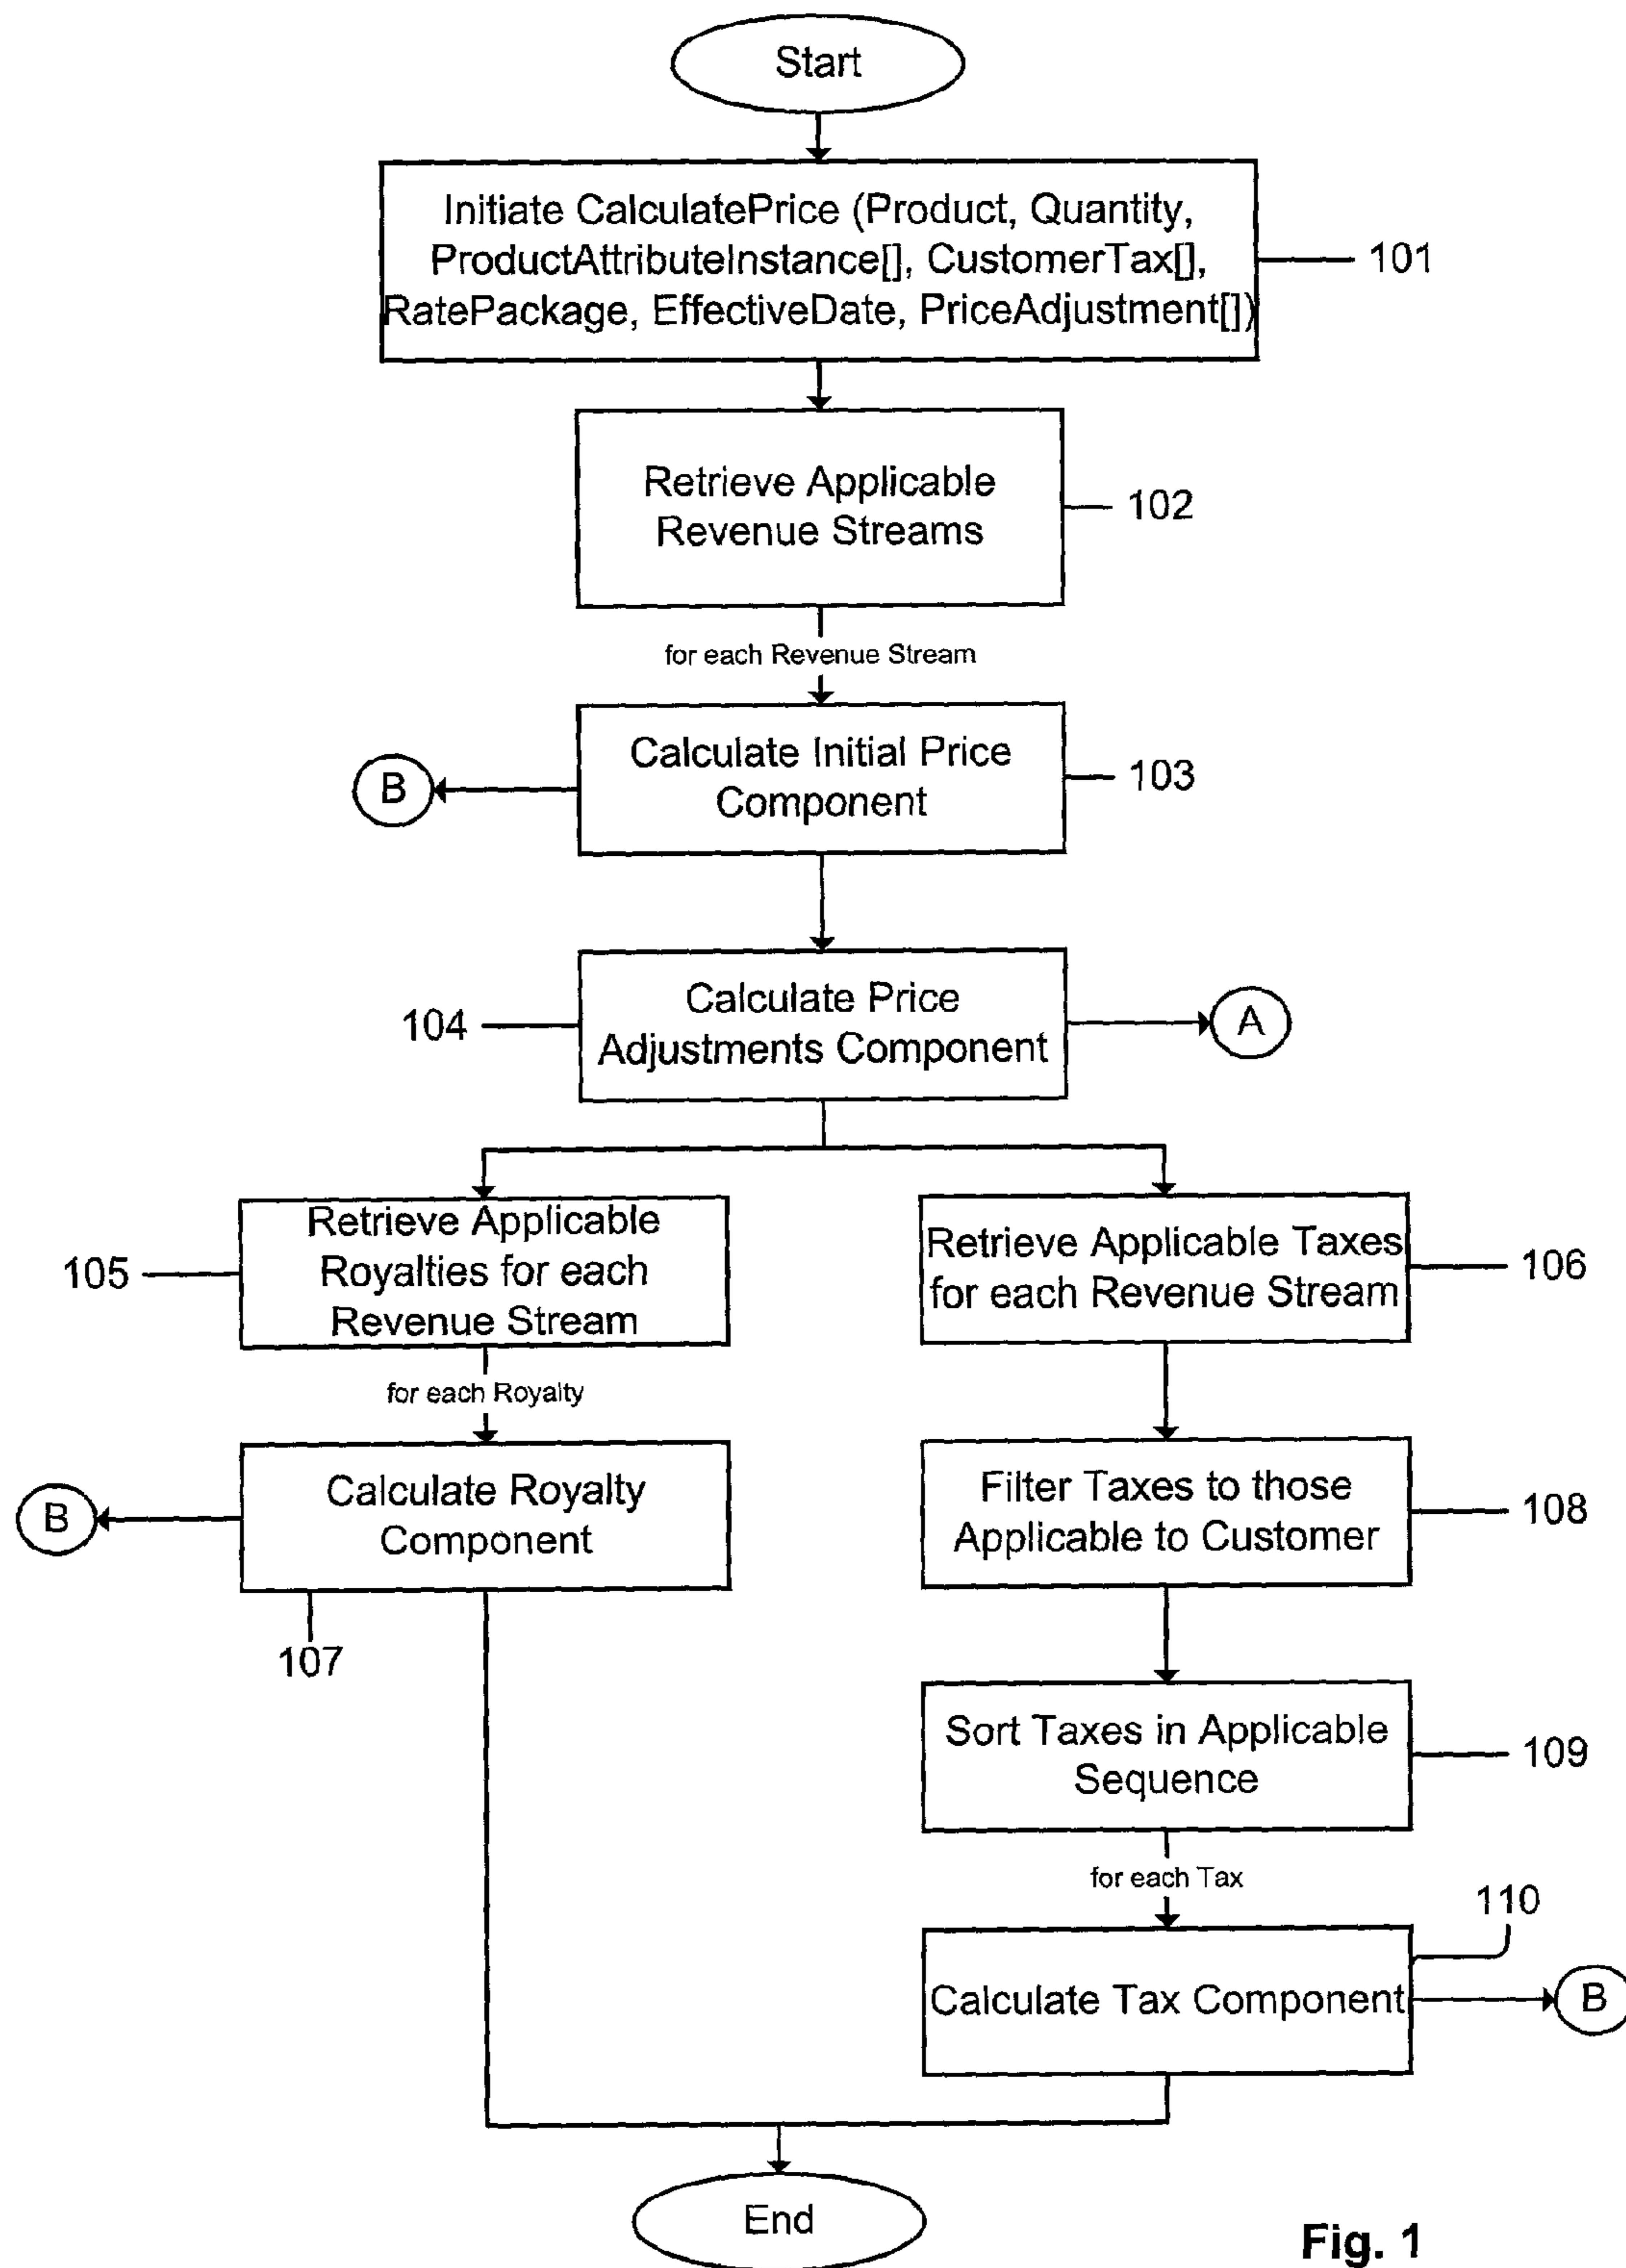 Start
Initiate CalculatePrice (Product, Quantity,
ProductAttributeInstance[], CustomerTax[],
RatePackage, EffectiveDate, PriceAdjustment[])
101
Retrieve Applicable
Revenue Streams
102
for each Revenue Stream
Calculate Initial Price
Component
103
B
Calculate Price
Adjustments Component
104
A
Retrieve Applicable
Royalties for each
Revenue Stream
105
Retrieve Applicable Taxes
for each Revenue Stream
106
for each Royalty
Calculate Royalty
Component
B
107
Filter Taxes to those
Applicable to Customer
108
Sort Taxes in Applicable
Sequence
109
for each Tax
110
Calculate Tax Component
B
End
Fig. 1